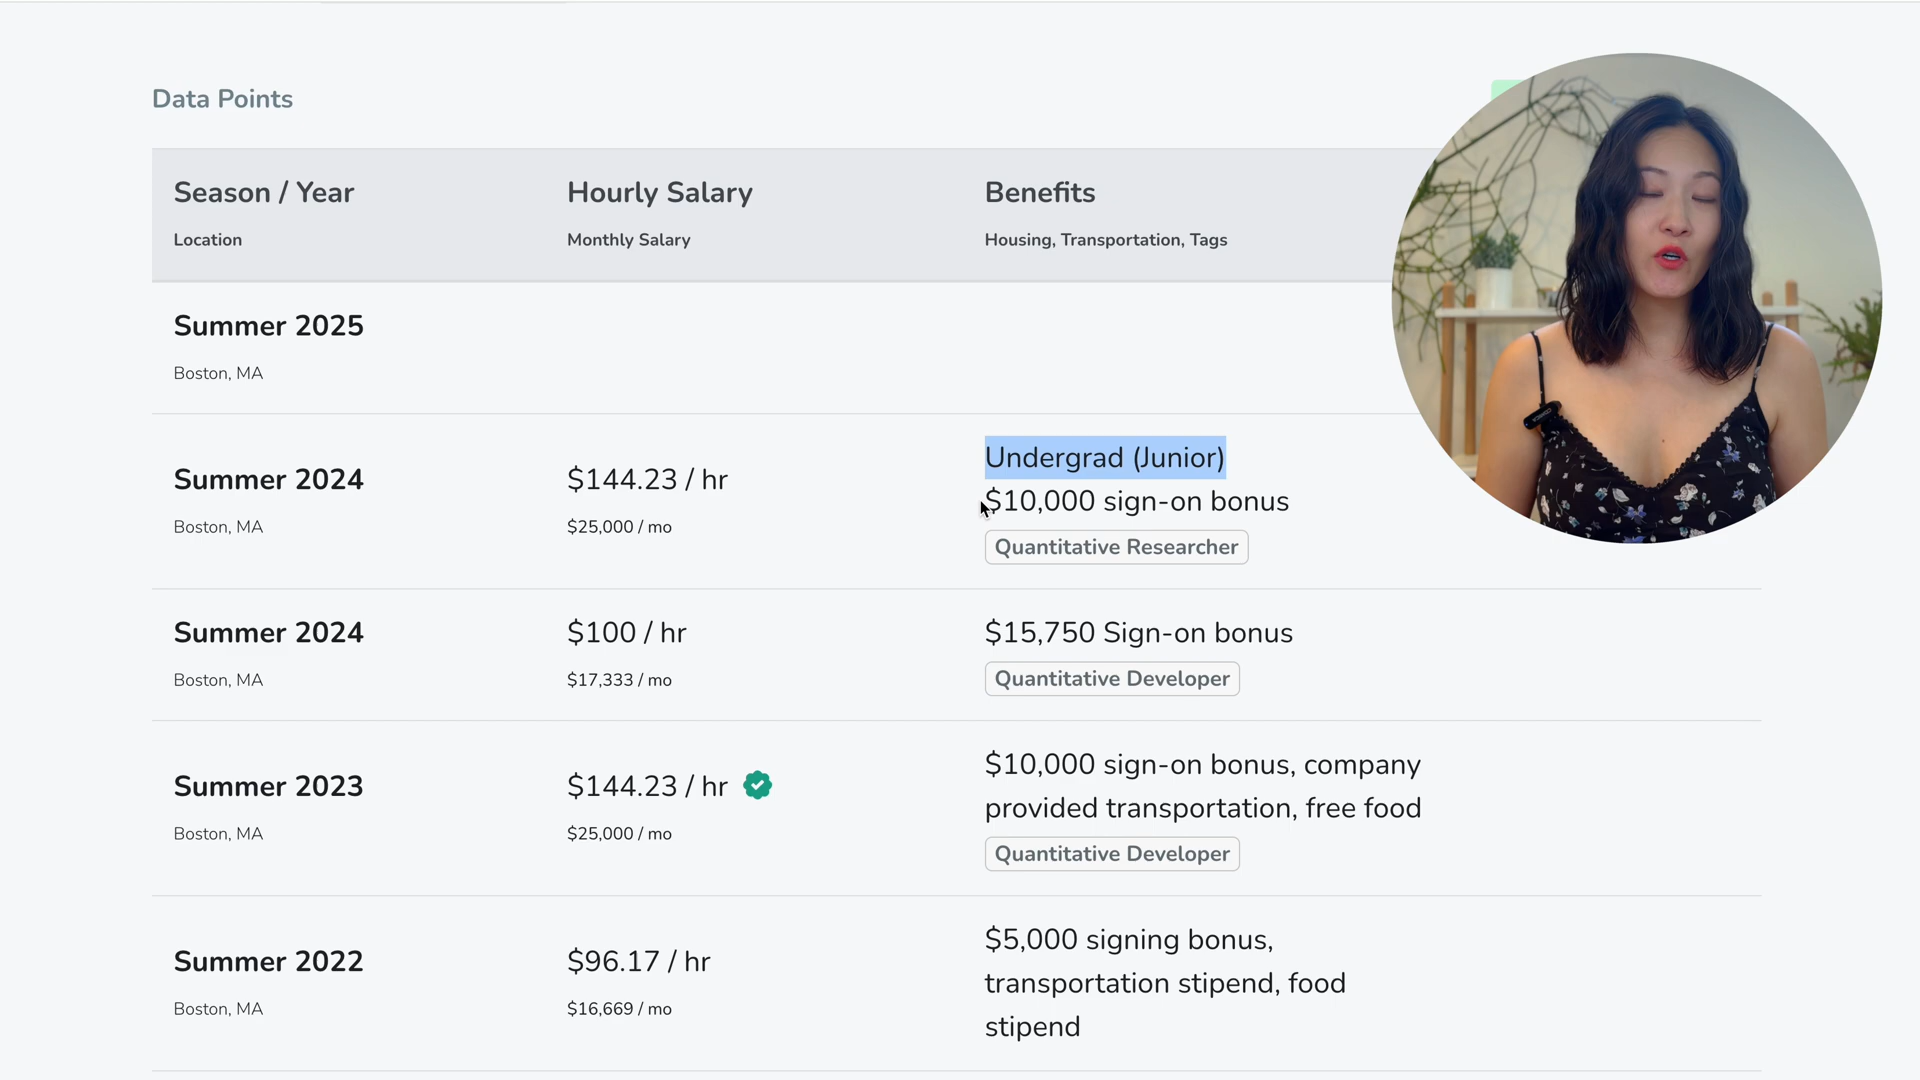 Data Points
Season / Year
Hourly Salary
Benefits
Location
Monthly Salary
Housing, Transportation, Tags
Summer 2025
Boston, MA
Summer 2024
Boston, MA
$144.23 / hr
$25,000 / mo
Undergrad (Junior)
$10,000 sign-on bonus
Quantitative Researcher
Summer 2024
Boston, MA
$100 / hr
$17,333 / mo
$15,750 Sign-on bonus
Quantitative Developer
Summer 2023
Boston, MA
$144.23 / hr
$25,000 / mo
$10,000 sign-on bonus, company
provided transportation, free food
Quantitative Developer
Summer 2022
Boston, MA
$96.17 / hr
$16,669 / mo
$5,000 signing bonus,
transportation stipend, food
stipend